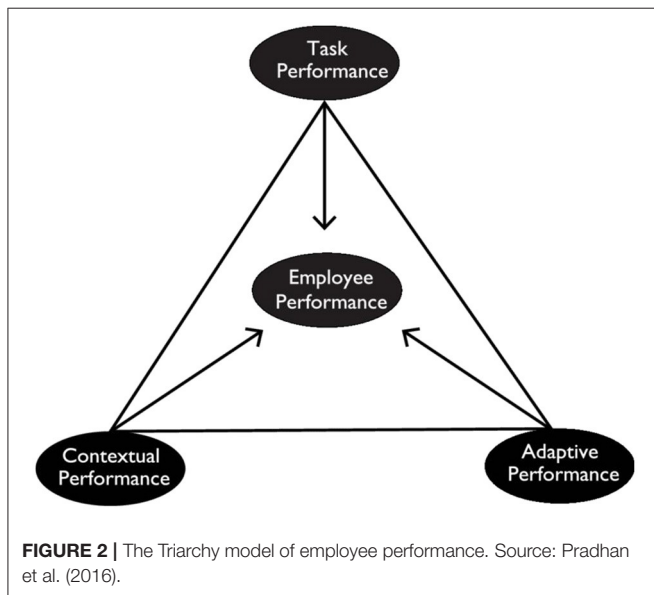 Task
Performance
Employee
Performance
Contextual
Performance
Adaptive
Performance
FIGURE 2 | The Triarchy model of employee performance. Source: Pradhan
et al. (2016).